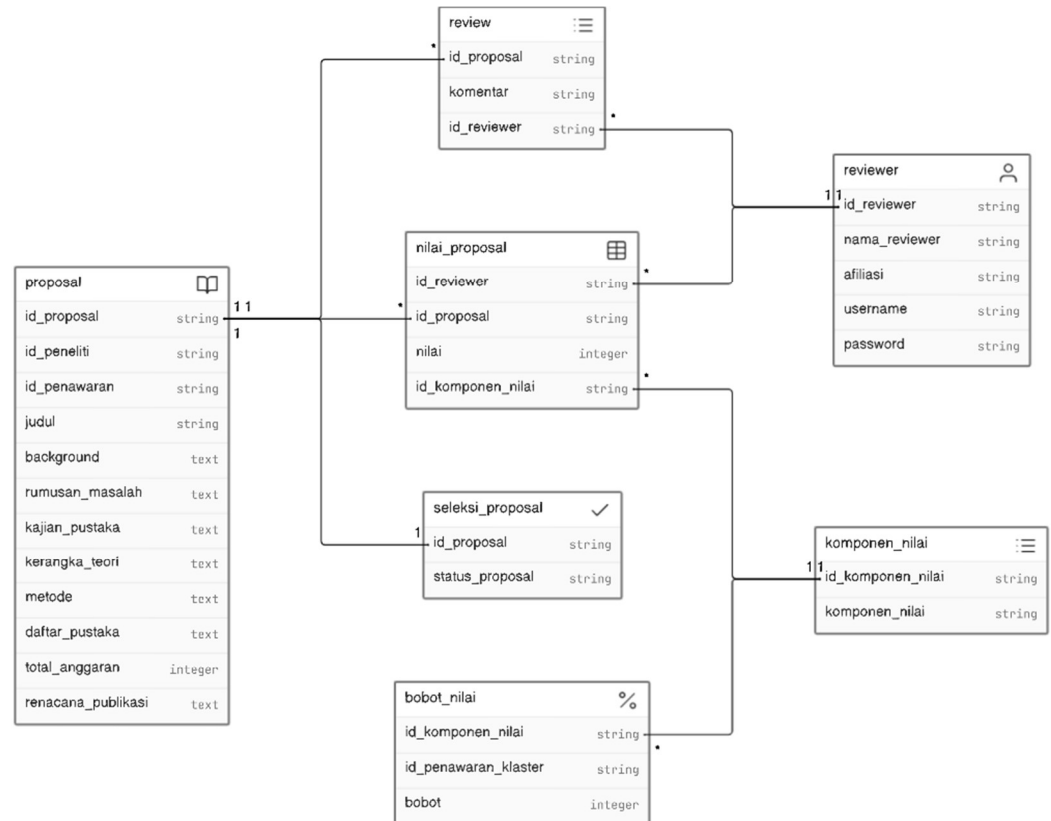 review
id_proposal string
komentar string
id_reviewer string
reviewer
id_reviewer string
nama_reviewer string
afiliasi string
username string
password string
nilai_proposal
id_reviewer string
id_proposal string
nilai integer
id_komponen_nilai string
proposal
id_proposal string
id_peneliti string
id_penawaran string
judul string
background text
rumusan_masalah text
kajian_pustaka text
kerangka_teori text
metode text
daftar_pustaka text
total_anggaran integer
renacana_publikasi text
seleksi_proposal
id_proposal string
status_proposal string
komponen_nilai
id_komponen_nilai string
komponen_nilai string
bobot_nilai
id_komponen_nilai string
id_penawaran_klaster string
bobot integer
*
*
1 1
*
*
1 1
1
*
1
1 1
*